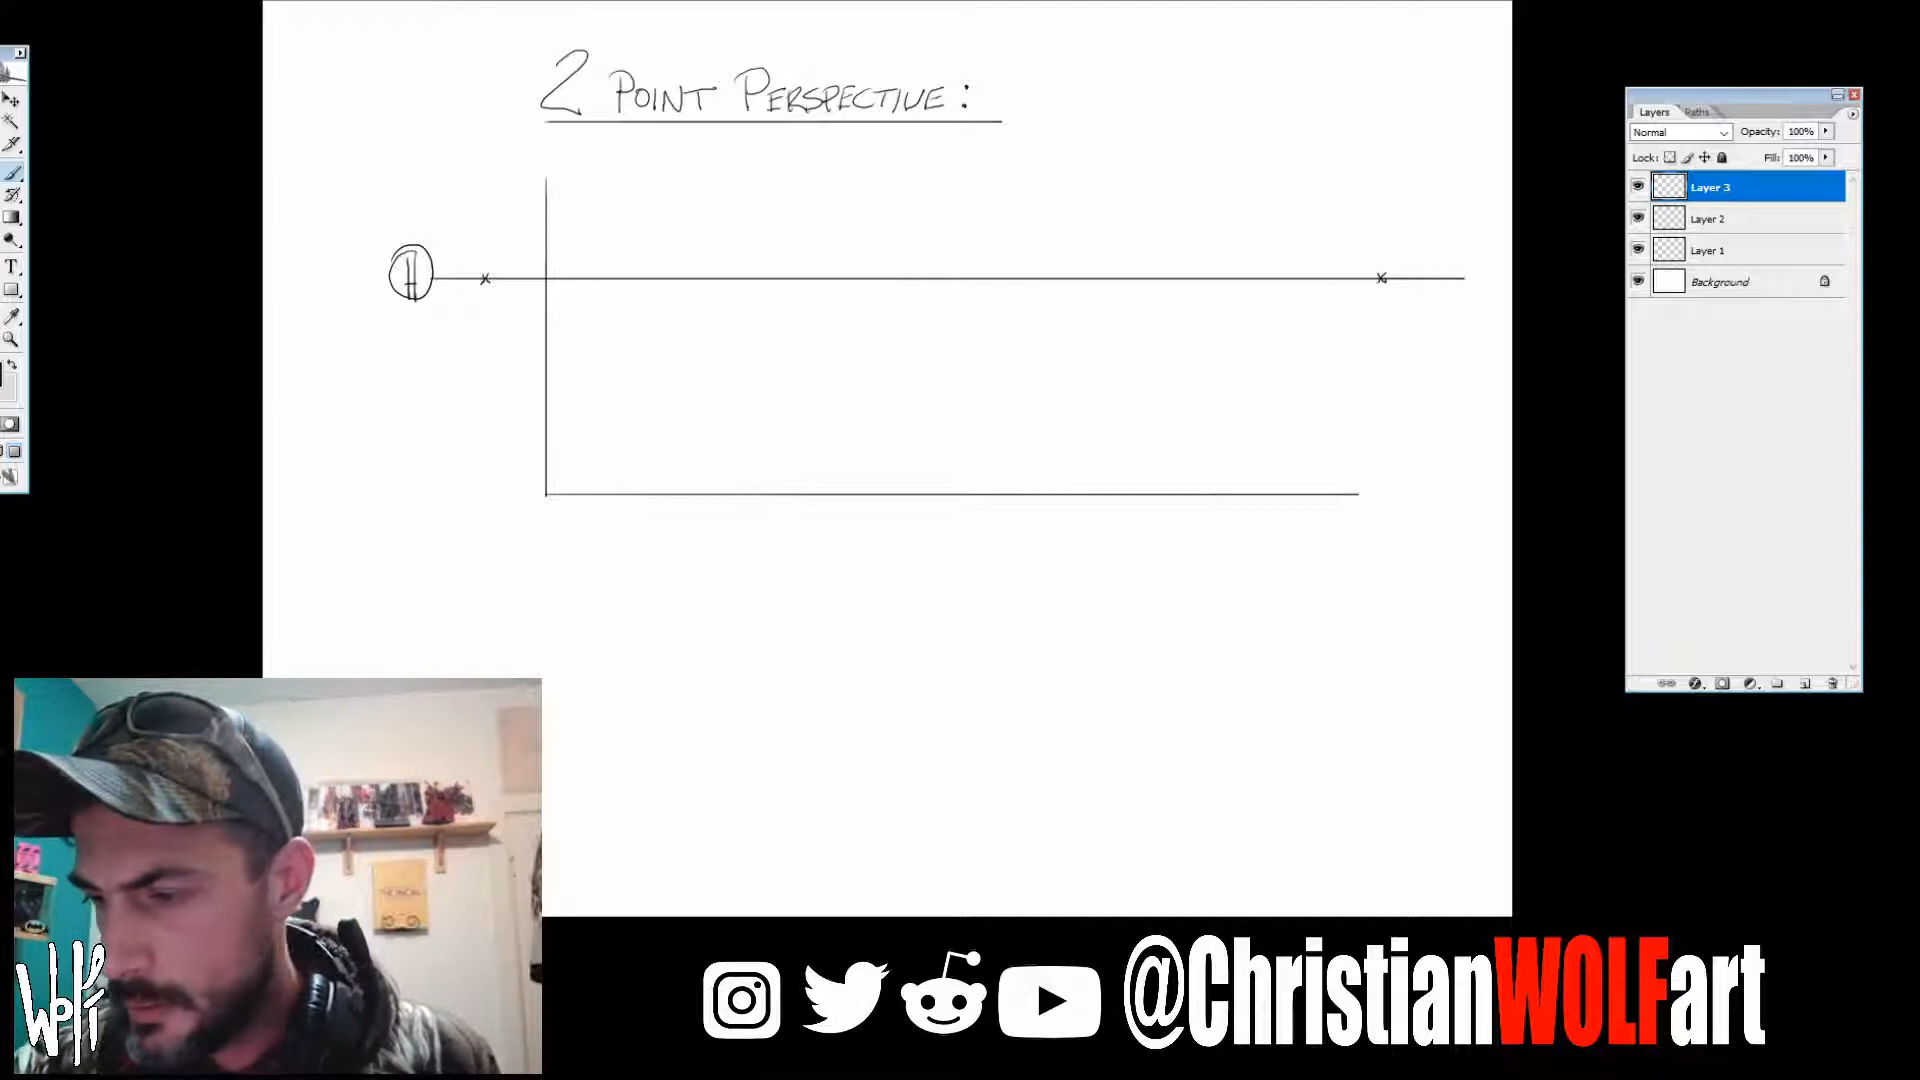 2 POINT PERSPECTIVE:
H
x
x
Layers Paths
Normal Opacity: 100%
Lock: Fill: 100%
Layer 3
Layer 2
Layer 1
Background
T
@ChristianWOLFart